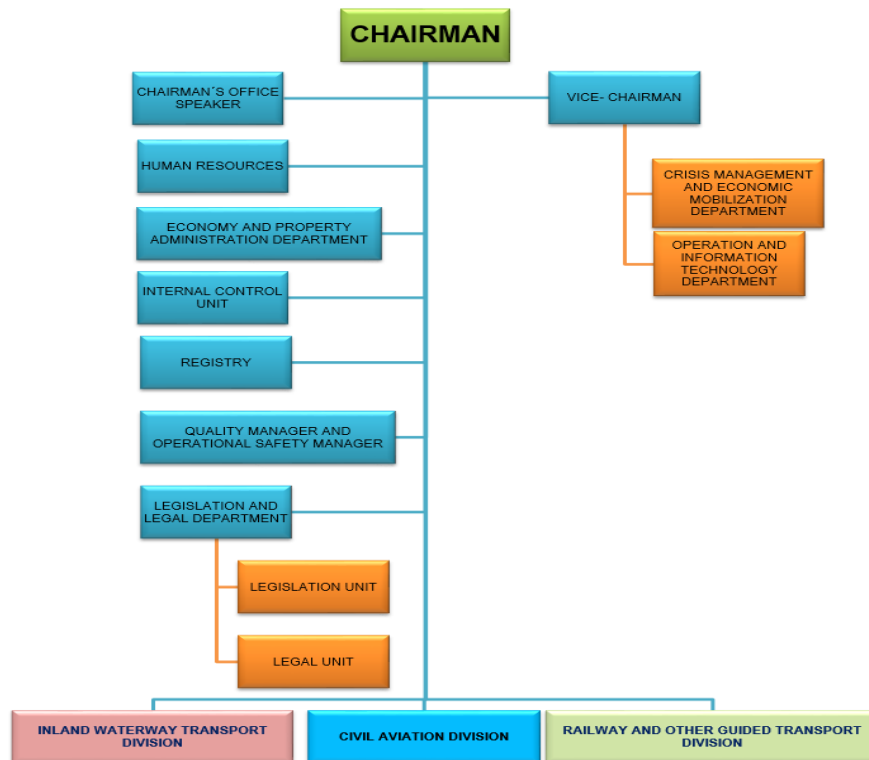 CHAIRMAN
CHAIRMAN´S OFFICE
SPEAKER
VICE- CHAIRMAN
HUMAN RESOURCES
CRISIS MANAGEMENT
AND ECONOMIC
MOBILIZATION
DEPARTMENT
ECONOMY AND PROPERTY
ADMINISTRATION DEPARTMENT
OPERATION AND
INFORMATION
TECHNOLOGY
DEPARTMENT
INTERNAL CONTROL
UNIT
REGISTRY
QUALITY MANAGER AND
OPERATIONAL SAFETY MANAGER
LEGISLATION AND
LEGAL DEPARTMENT
LEGISLATION UNIT
LEGAL UNIT
INLAND WATERWAY TRANSPORT
DIVISION
CIVIL AVIATION DIVISION
RAILWAY AND OTHER GUIDED TRANSPORT
DIVISION